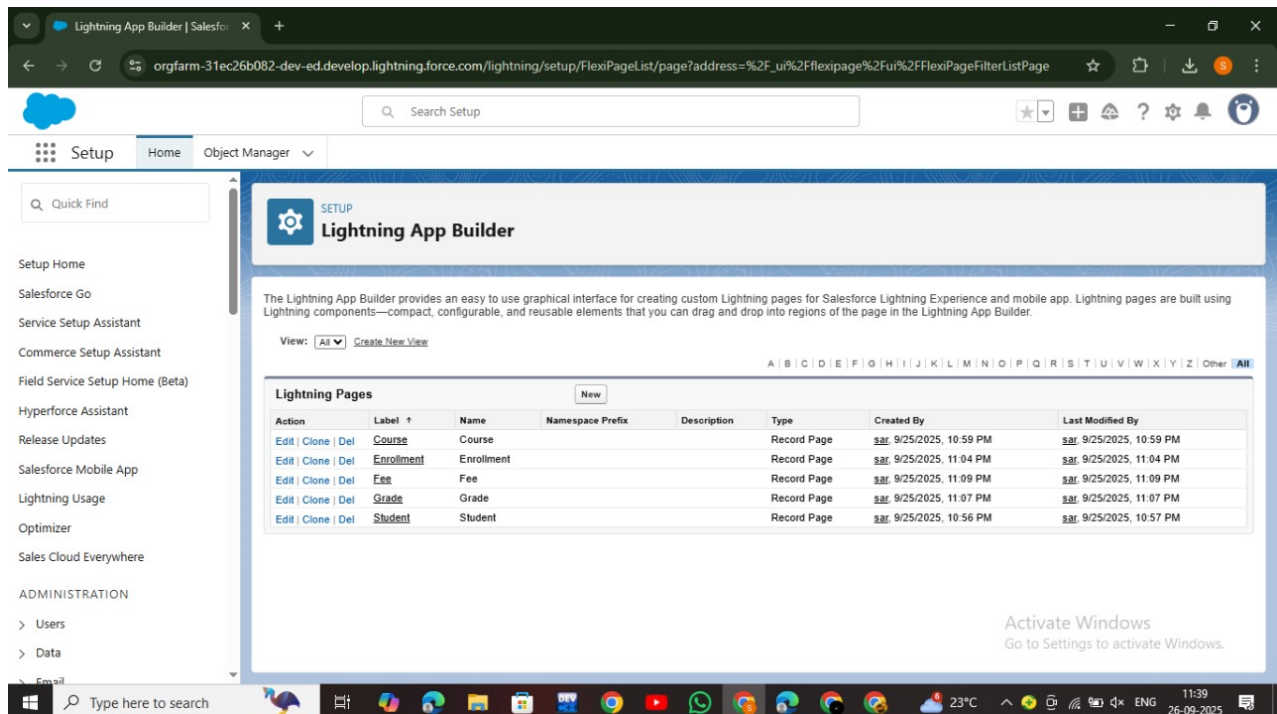 Lightning App Builder | Salesfor
orgfarm-31ec26b082-dev-ed.develop.lightning.force.com/lightning/setup/FlexiPageList/page?address=%2F_ui%2Fflexipage%2Fui%2FFlexiPageFilterListPage
S
Search Setup
Setup Home Object Manager
Quick Find
Setup Home
Salesforce Go
Service Setup Assistant
Commerce Setup Assistant
Field Service Setup Home (Beta)
Hyperforce Assistant
Release Updates
Salesforce Mobile App
Lightning Usage
Optimizer
Sales Cloud Everywhere
ADMINISTRATION
Users
Data
Email
SETUP
Lightning App Builder
The Lightning App Builder provides an easy to use graphical interface for creating custom Lightning pages for Salesforce Lightning Experience and mobile app. Lightning pages are built using
Lightning components—compact, configurable, and reusable elements that you can drag and drop into regions of the page in the Lightning App Builder.
View: All Create New View
A | B | C | D | E | F | G | H | I | J | K | L | M | N | O | P | Q | R | S | T | U | V | W | X | Y | Z | Other All
Lightning Pages New
Action Label ↑ Name Namespace Prefix Description Type Created By Last Modified By
Edit | Clone | Del Course Course Record Page sar, 9/25/2025, 10:59 PM sar, 9/25/2025, 10:59 PM
Edit | Clone | Del Enrollment Enrollment Record Page sar, 9/25/2025, 11:04 PM sar, 9/25/2025, 11:04 PM
Edit | Clone | Del Fee Fee Record Page sar, 9/25/2025, 11:09 PM sar, 9/25/2025, 11:09 PM
Edit | Clone | Del Grade Grade Record Page sar, 9/25/2025, 11:07 PM sar, 9/25/2025, 11:07 PM
Edit | Clone | Del Student Student Record Page sar, 9/25/2025, 10:56 PM sar, 9/25/2025, 10:57 PM
Activate Windows
Go to Settings to activate Windows.
Type here to search
DEV
6
23°C
ENG
11:39
26-09-2025